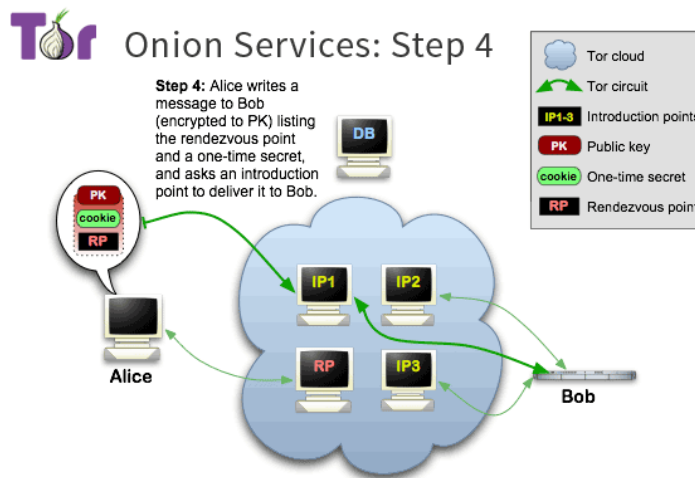 Tor
Onion Services: Step 4
Step 4: Alice writes a
message to Bob
(encrypted to PK) listing
the rendezvous point
and a one-time secret,
and asks an introduction
point to deliver it to Bob.
DB
Tor cloud
Tor circuit
IP1-3 Introduction points
PK Public key
cookie One-time secret
RP Rendezvous point
PK
cookie
RP
IP1
IP2
RP
IP3
Alice
Bob